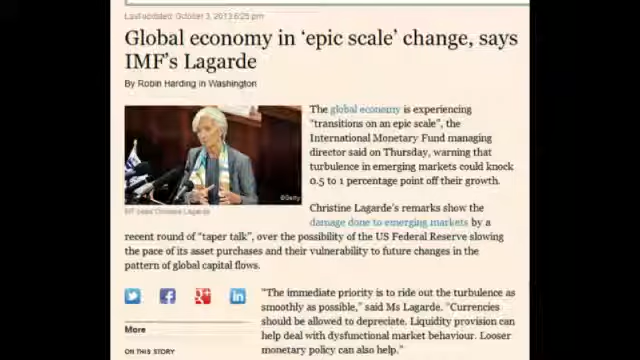 Last updated: October 3, 2013 6:25 pm
Global economy in ‘epic scale’ change, says
IMF’s Lagarde
By Robin Harding in Washington
The global economy is experiencing
“transitions on an epic scale”, the
International Monetary Fund managing
director said on Thursday, warning that
turbulence in emerging markets could knock
0.5 to 1 percentage point off their growth.
©Getty
Christine Lagarde
Christine Lagarde’s remarks show the
damage done to emerging markets by a
recent round of “taper talk”, over the possibility of the US Federal Reserve slowing
the pace of its asset purchases and their vulnerability to future changes in the
pattern of global capital flows.
“The immediate priority is to ride out the turbulence as
smoothly as possible,” said Ms Lagarde. “Currencies
should be allowed to depreciate. Liquidity provision can
help deal with dysfunctional market behaviour. Looser
monetary policy can also help.”
More
ON THIS STORY